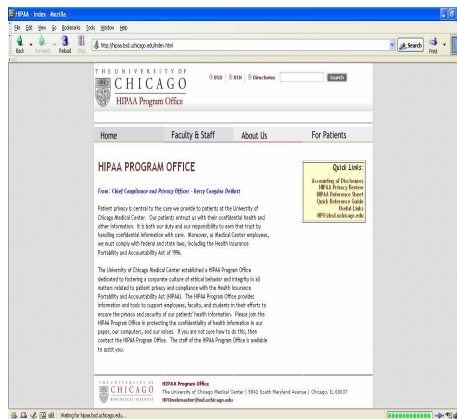 HIPAA - Index - Mozilla
File Edit View Go Bookmarks Tools Window Help
Back Forward Reload Stop http://hipaa.bsd.uchicago.edu/index.html Search Print
THE UNIVERSITY OF
CHICAGO
HIPAA Program Office
BSD BSH Directories Search
Home Faculty & Staff About Us For Patients
HIPAA PROGRAM OFFICE
From: Chief Compliance and Privacy Officer - Kerry Congdon DeMott
Patient privacy is central to the care we provide to patients at the
University of Chicago Medical Center. Our patients entrust us with their confidential health and
other information. It is both our duty and our responsibility to earn that trust by
handling confidential information with care. Moreover, as Medical Center employees,
we must comply with federal and state laws, including the Health Insurance
Portability and Accountability Act of 1996.
The University of Chicago Medical Center established a HIPAA Program Office
dedicated to fostering a corporate culture of ethical behavior and integrity in all
matters related to patient privacy and compliance with the Health Insurance
Portability and Accountability Act (HIPAA). The HIPAA Program Office provides
information and tools to support employees, faculty, and students in their efforts to
ensure the privacy and security of our patients' health information. Please join the
HIPAA Program Office in protecting the confidentiality of health information in our
paper, our computers, and our voices. If you are not sure how to do this, then
contact the HIPAA Program Office. The staff of the HIPAA Program Office is available
to assist you.
Quick Links:
Accounting of Disclosures
HIPAA Privacy Review
HIPAA Reference Sheet
Quick Reference Guide
Useful Links
HPO@bsd.uchicago.edu
THE UNIVERSITY OF
CHICAGO
BIOLOGICAL SCIENCES
HIPAA Program Office
The University of Chicago Medical Center | 5841 South Maryland Avenue | Chicago, IL 60637
HPOwebmaster@bsd.uchicago.edu
Waiting for hipaa.bsd.uchicago.edu...